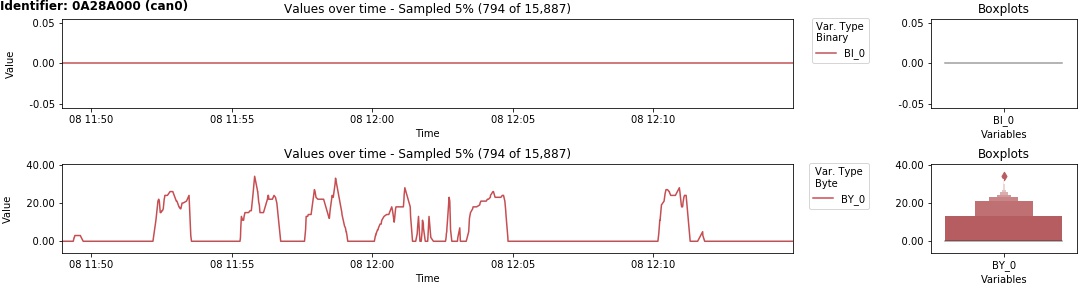 Identifier: 0A28A000 (can0)
Values over time - Sampled 5% (794 of 15,887)
Boxplots
0.05
0.00
-0.05
Value
08 11:50 08 11:55 08 12:00 08 12:05 08 12:10
Time
Var. Type
Binary
BI_0
0.05
0.00
-0.05
BI_0
Variables
Values over time - Sampled 5% (794 of 15,887)
Boxplots
40.00
20.00
0.00
Value
08 11:50 08 11:55 08 12:00 08 12:05 08 12:10
Time
Var. Type
Byte
BY_0
40.00
20.00
0.00
BY_0
Variables